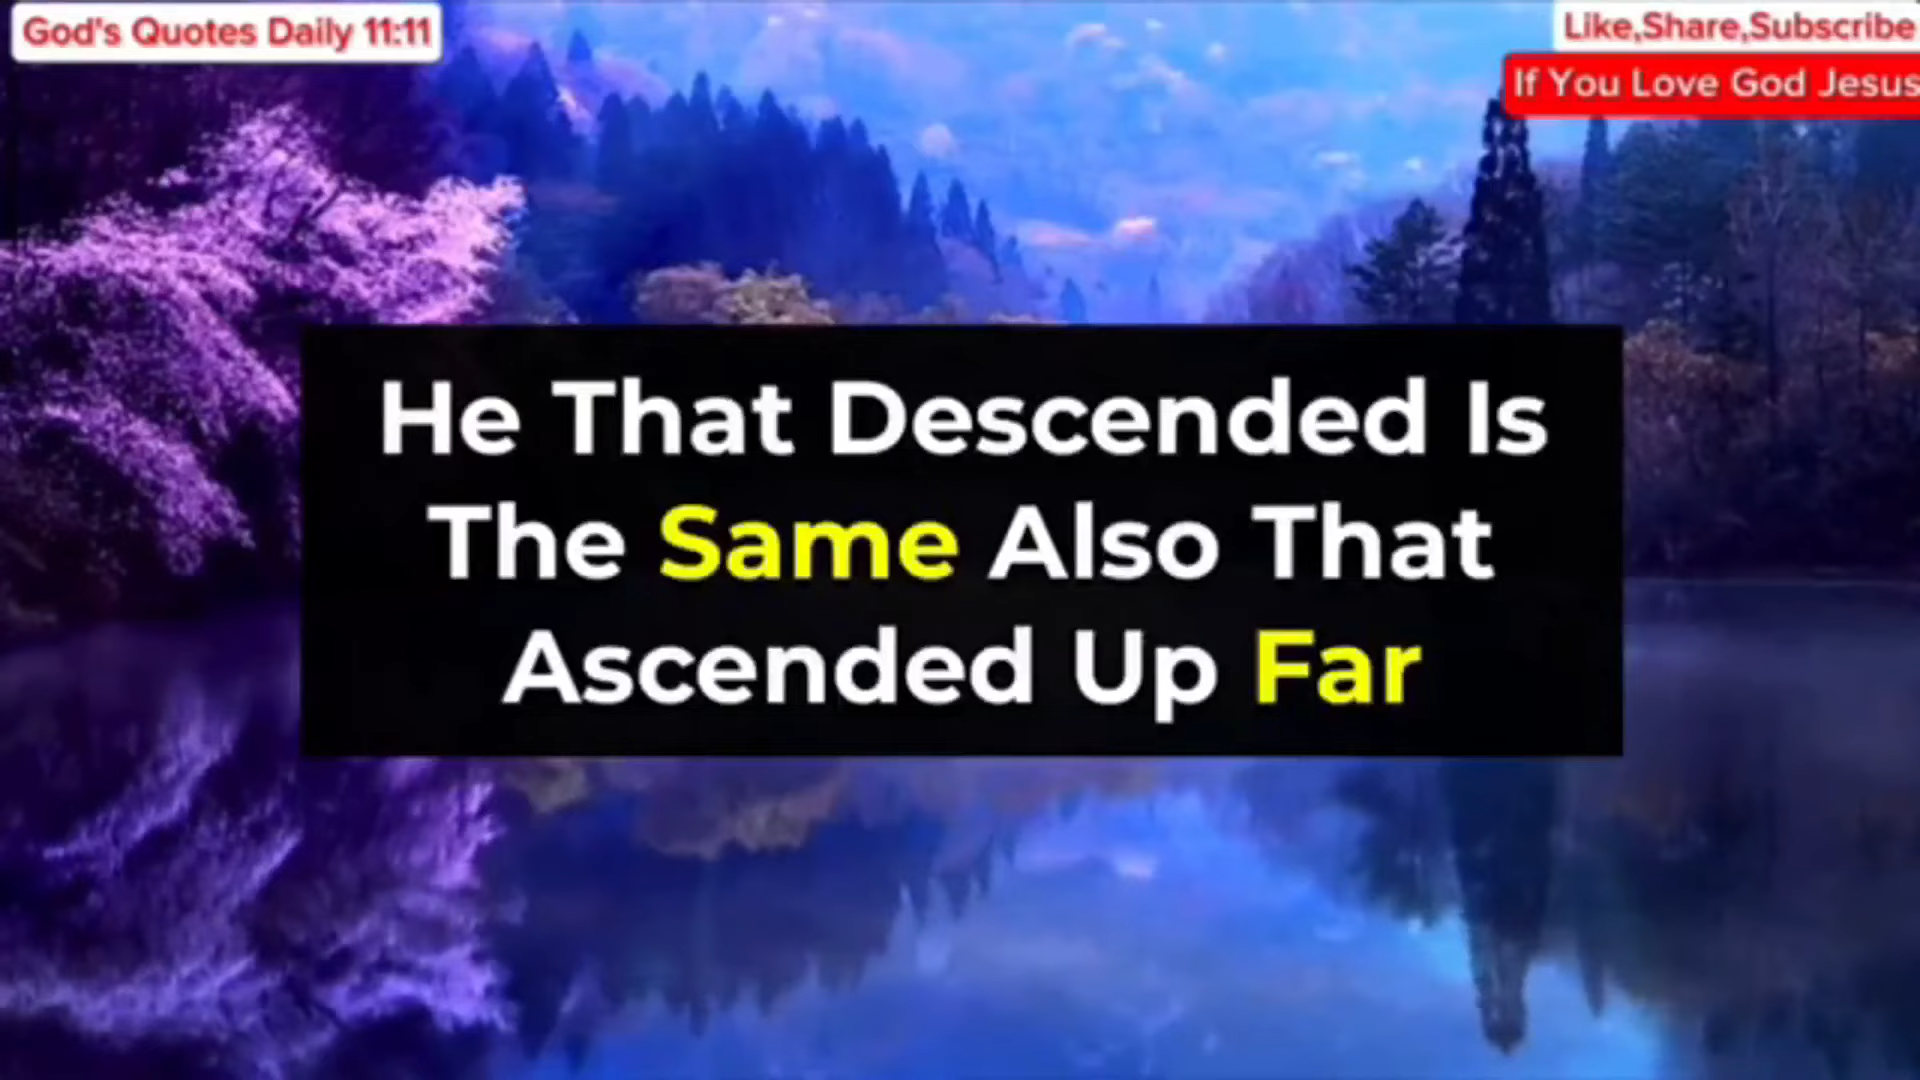 God's Quotes Daily 11:11
Like,Share,Subscribe
If You Love God Jesus
He That Descended Is
The Same Also That
Ascended Up Far